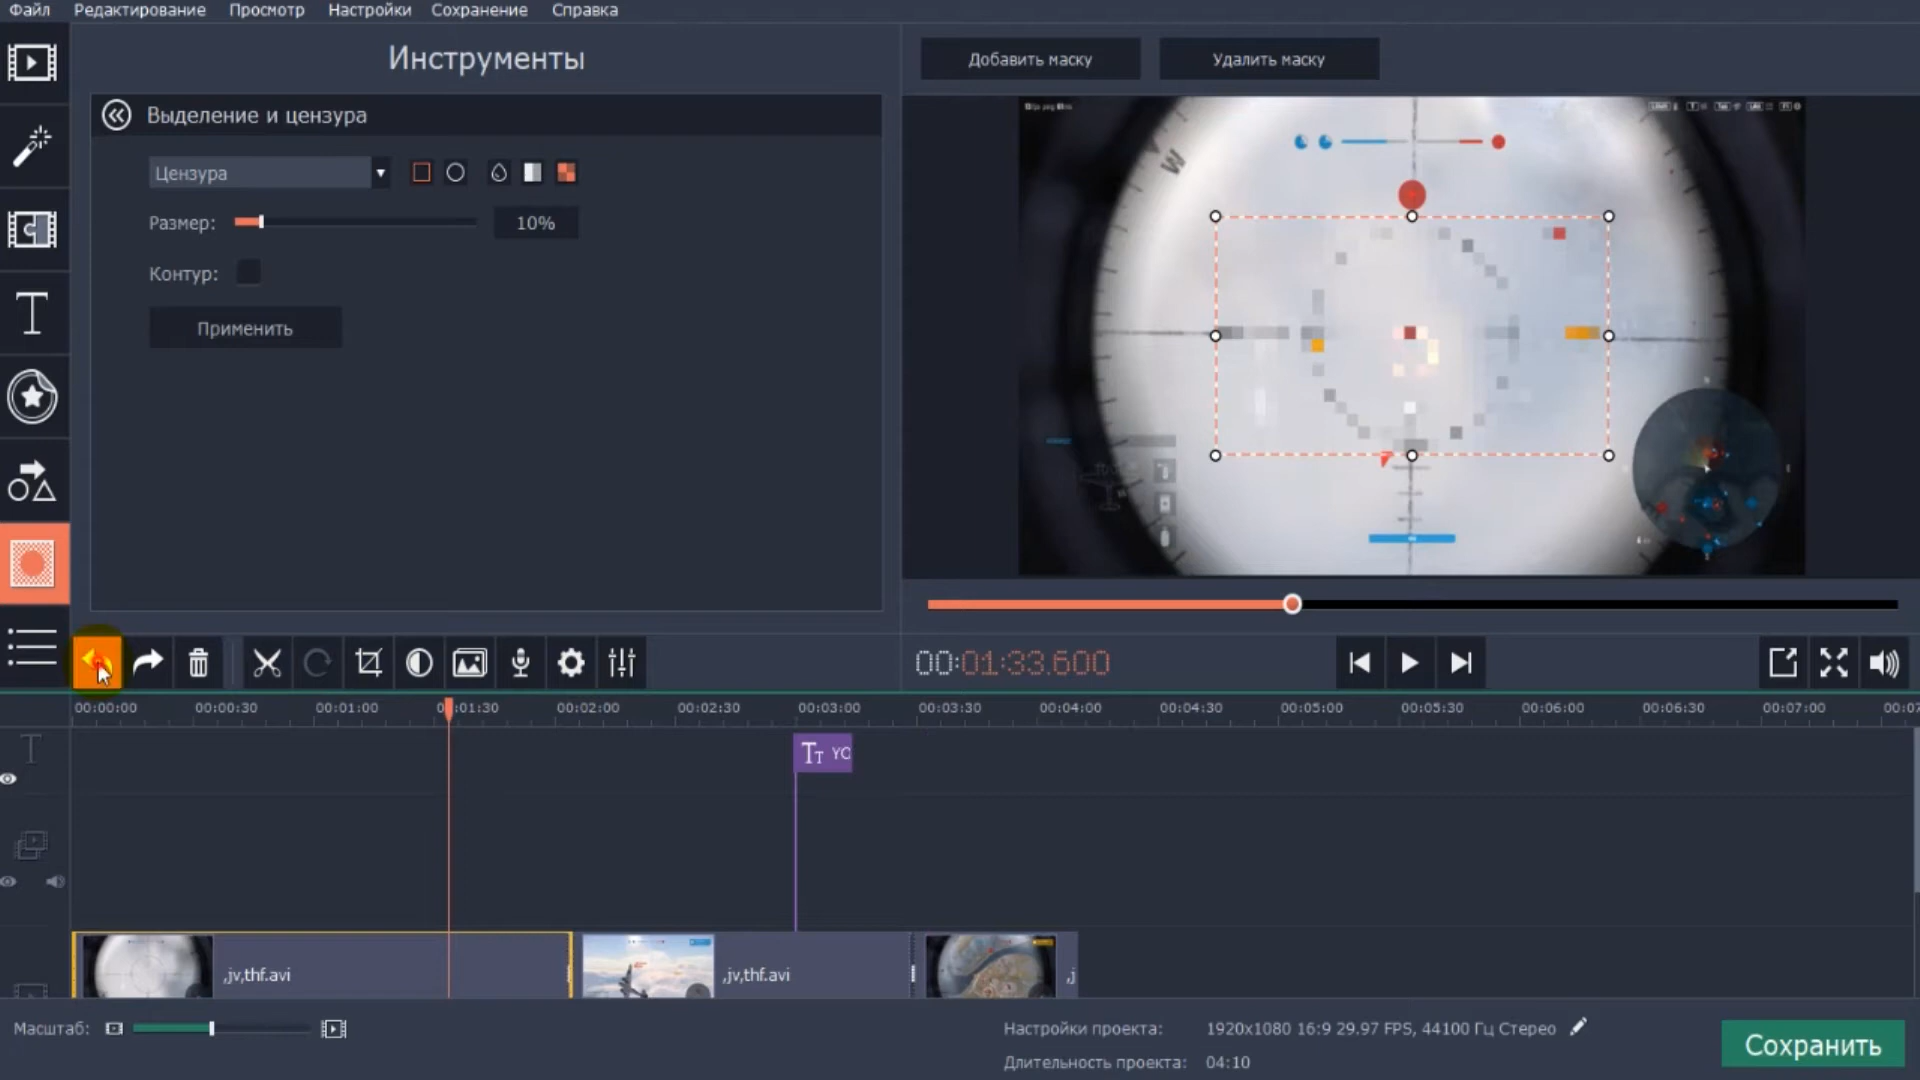 Файл Редактирование Просмотр Настройки Сохранение Справка
Инструменты
Добавить маску Удалить маску
Выделение и цензура
Цензура
Размер: 10%
Контур:
Применить
W
00:01:33.600
00:00:00 00:00:30 00:01:00 00:01:30 00:02:00 00:02:30 00:03:00 00:03:30 00:04:00 00:04:30 00:05:00 00:05:30 00:06:00 00:06:30 00:07:00
,jv,thf.avi ,jv,thf.avi ,j
Масштаб:
Настройки проекта: 1920x1080 16:9 29.97 FPS, 44100 Гц Стерео
Длительность проекта: 04:10
Сохранить